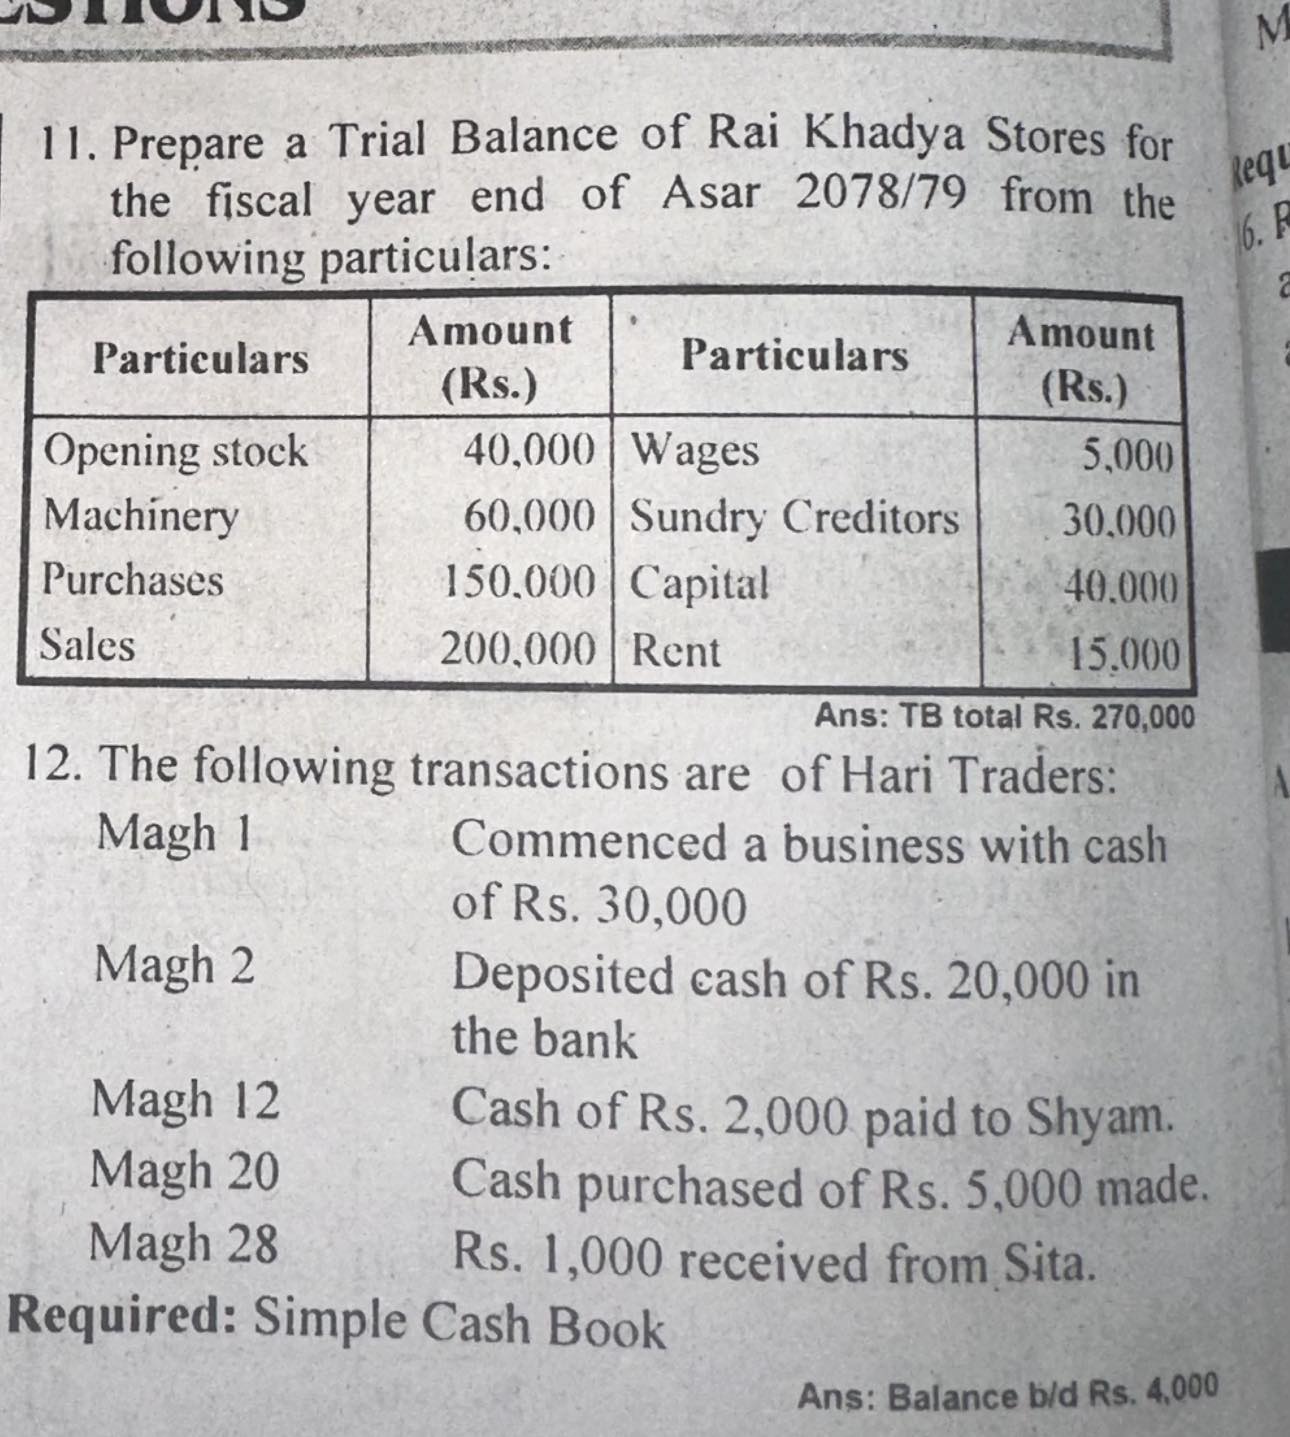 11. Prepare a Trial Balance of Rai Khadya Stores for
the fiscal year end of Asar 2078/79 from the
following particulars:
Particulars Amount (Rs.) Particulars Amount (Rs.)
Opening stock 40,000 Wages 5,000
Machinery 60,000 Sundry Creditors 30,000
Purchases 150,000 Capital 40,000
Sales 200,000 Rent 15,000
Ans: TB total Rs. 270,000
12. The following transactions are of Hari Traders:
Magh 1 Commenced a business with cash
of Rs. 30,000
Magh 2 Deposited cash of Rs. 20,000 in
the bank
Magh 12 Cash of Rs. 2,000 paid to Shyam.
Magh 20 Cash purchased of Rs. 5,000 made.
Magh 28 Rs. 1,000 received from Sita.
Required: Simple Cash Book
Ans: Balance b/d Rs. 4,000